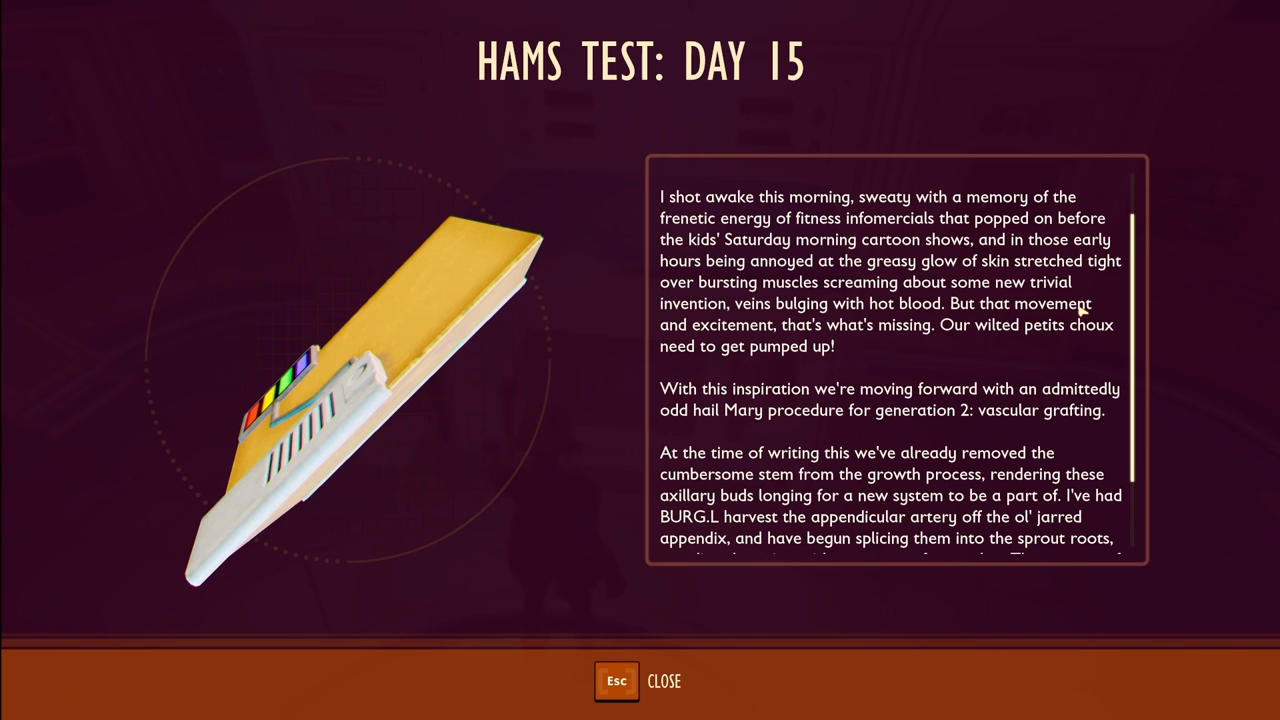 HAMS TEST: DAY 15
I shot awake this morning, sweaty with a memory of the
frenetic energy of fitness infomercials that popped on before
the kids' Saturday morning cartoon shows, and in those early
hours being annoyed at the greasy glow of skin stretched tight
over bursting muscles screaming about some new trivial
invention, veins bulging with hot blood. But that movement
and excitement, that's what's missing. Our wilted petits choux
need to get pumped up!
With this inspiration we're moving forward with an admittedly
odd hail Mary procedure for generation 2: vascular grafting.
At the time of writing this we've already removed the
cumbersome stem from the growth process, rendering these
axillary buds longing for a new system to be a part of. I've had
BURG.L harvest the appendicular artery off the ol' jarred
appendix, and have begun splicing them into the sprout roots,
Esc CLOSE